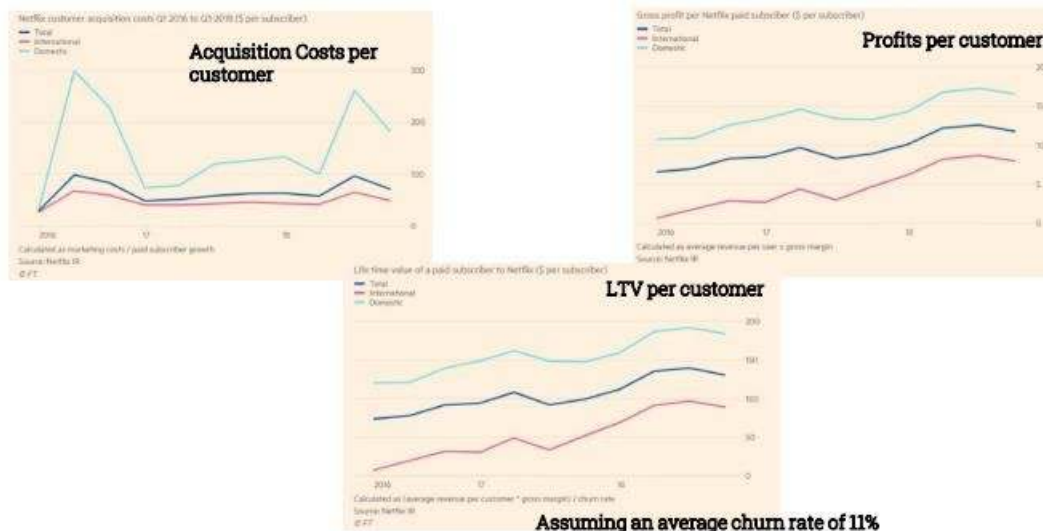 Netflix customer acquisition costs Q1 2016 to Q3 2018 ($ per subscriber)
Total
International
Domestic
Acquisition Costs per
customer
300
200
100
0
2016
17
18
Calculated as marketing costs / paid subscriber growth
Source: Netflix IR
© FT
Gross profit per Netflix paid subscriber ($ per subscriber)
Total
International
Domestic
Profits per customer
20
15
10
5
0
2016
17
18
Calculated as average revenue per user x gross margin
Source: Netflix IR
Life time value of a paid subscriber to Netflix ($ per subscriber)
Total
International
Domestic
LTV per customer
200
150
100
50
0
2016
17
18
Calculated as (average revenue per customer * gross margin) / churn rate
Source: Netflix IR
© FT
Assuming an average churn rate of 11%